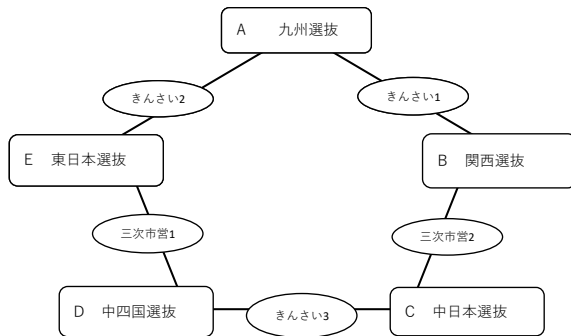 A 九州選抜
きんさい2
きんさい1
E 東日本選抜
B 関西選抜
三次市営1
三次市営2
D 中四国選抜
きんさい3
C 中日本選抜